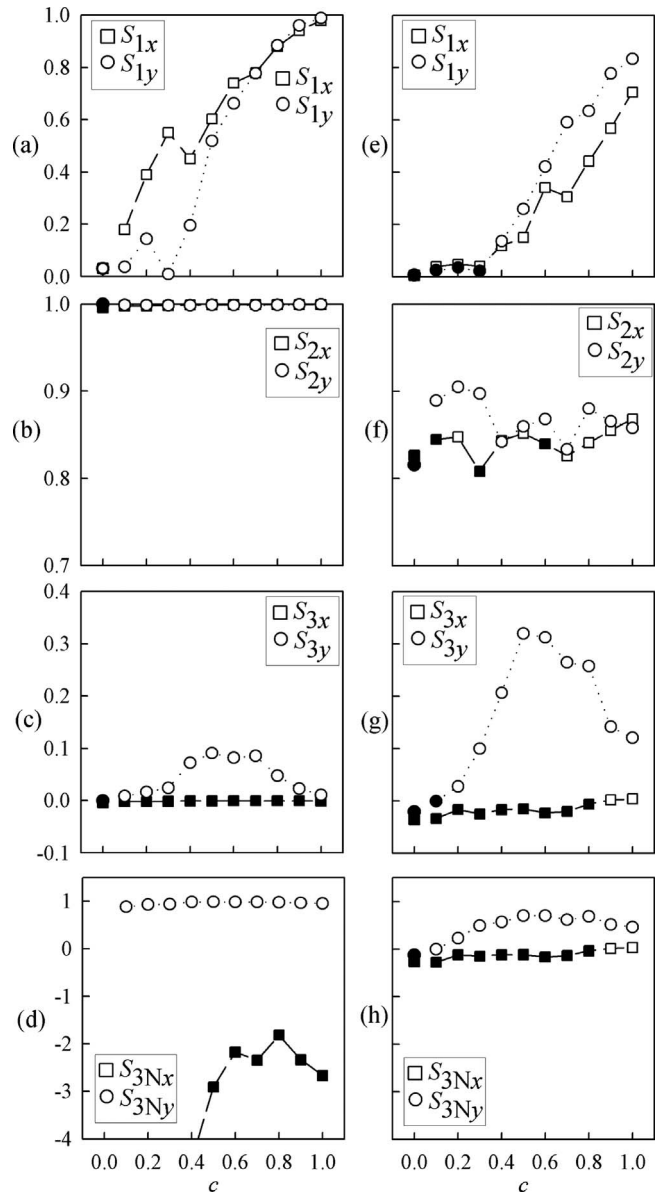 (a)
1.0
0.8
0.6
0.4
0.2
0.0
S1x
S1y
S1x
S1y
(e)
S1x
S1y
(b)
1.0
0.9
0.8
0.7
S2x
S2y
(f)
S2x
S2y
(c)
0.4
0.3
0.2
0.1
0.0
-0.1
S3x
S3y
(g)
S3x
S3y
(d)
1
0
-1
-2
-3
-4
S3Nx
S3Ny
0.0 0.2 0.4 0.6 0.8 1.0
c
(h)
S3Nx
S3Ny
0.0 0.2 0.4 0.6 0.8 1.0
c